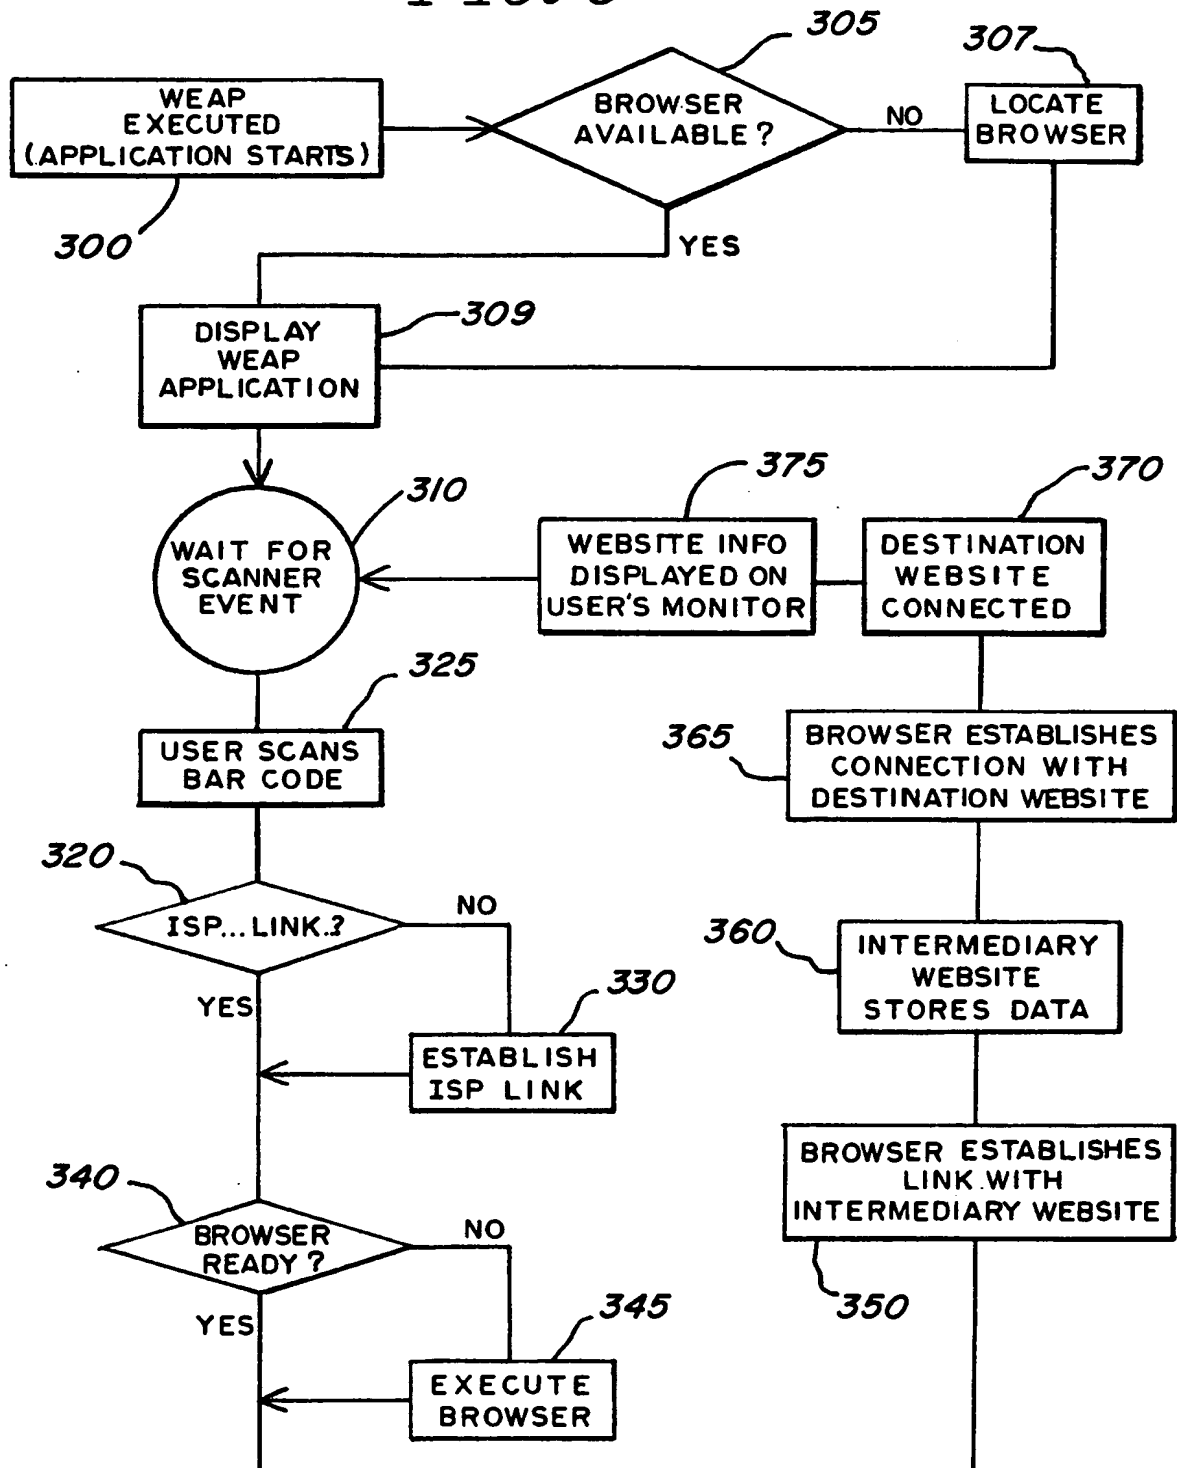 305
307
WEAP
EXECUTED
(APPLICATION STARTS)
BROWSER
AVAILABLE?
NO
LOCATE
BROWSER
300
YES
309
DISPLAY
WEAP
APPLICATION
310
375
370
WAIT FOR
SCANNER
EVENT
WEBSITE INFO
DISPLAYED ON
USER'S MONITOR
DESTINATION
WEBSITE
CONNECTED
325
USER SCANS
BAR CODE
365
BROWSER ESTABLISHES
CONNECTION WITH
DESTINATION WEBSITE
320
ISP...LINK.?
NO
YES
360
INTERMEDIARY
WEBSITE
STORES DATA
330
ESTABLISH
ISP LINK
BROWSER ESTABLISHES
LINK WITH
INTERMEDIARY WEBSITE
350
340
BROWSER
READY?
NO
YES
345
EXECUTE
BROWSER